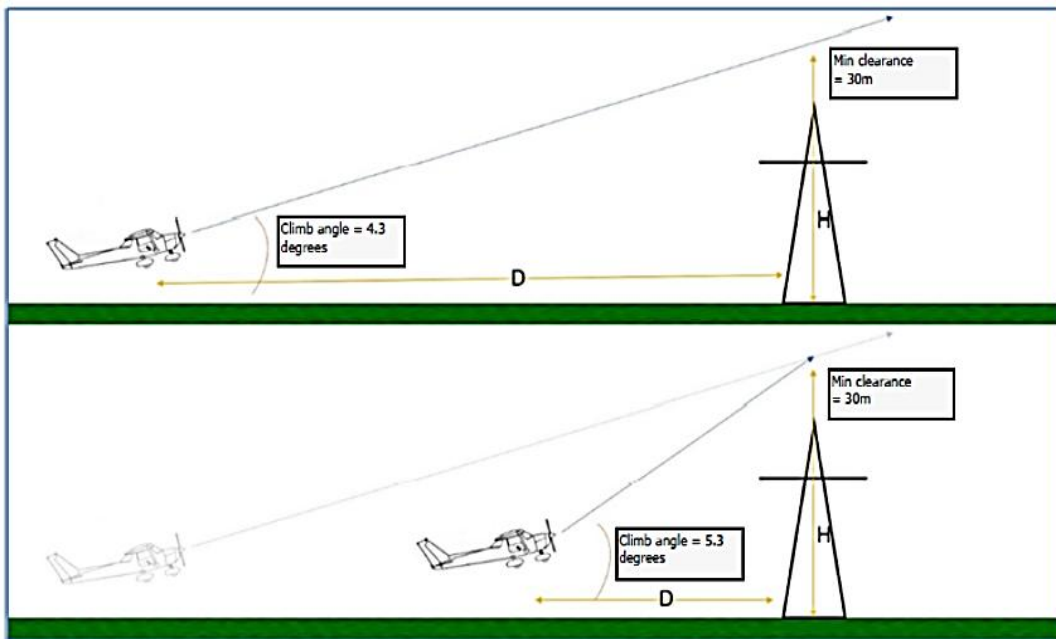 Min clearance
= 30m
Climb angle = 4.3
degrees
H
D
Min clearance
= 30m
Climb angle = 5.3
degrees
H
D